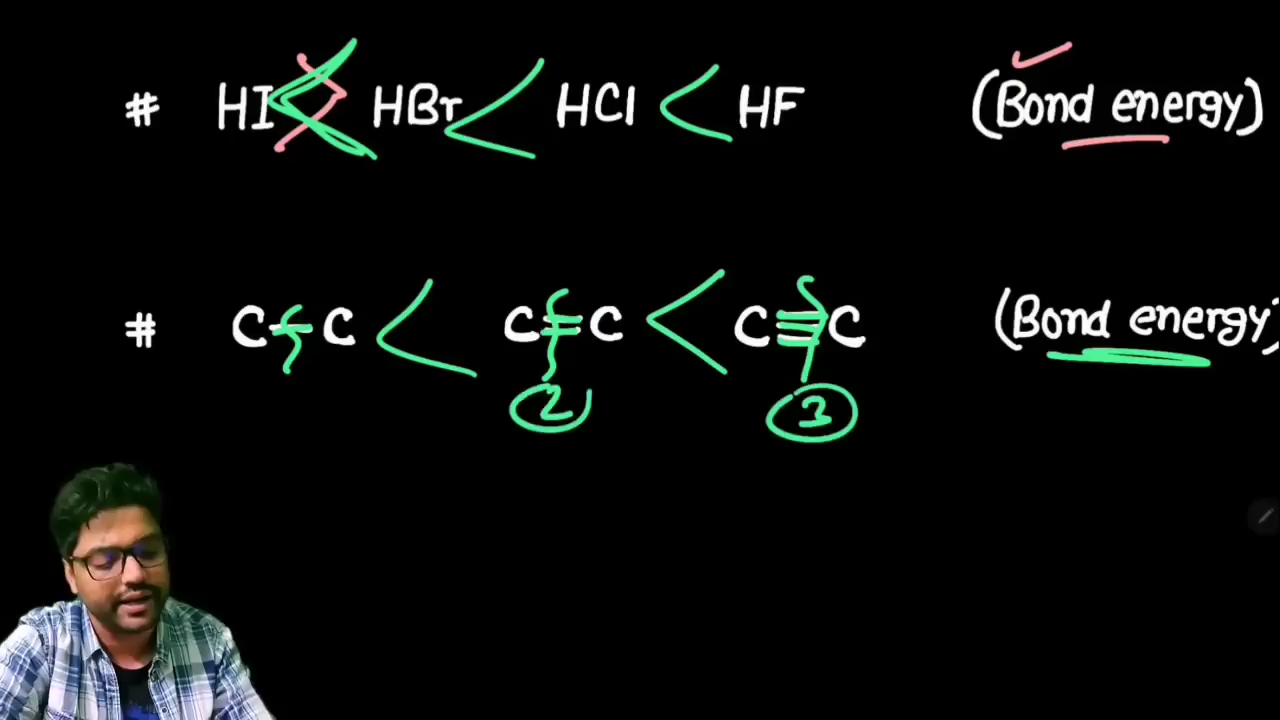 # HI < HBr < HCl < HF (Bond energy)
# C-C < C=C < C≡C (Bond energy)
2 3